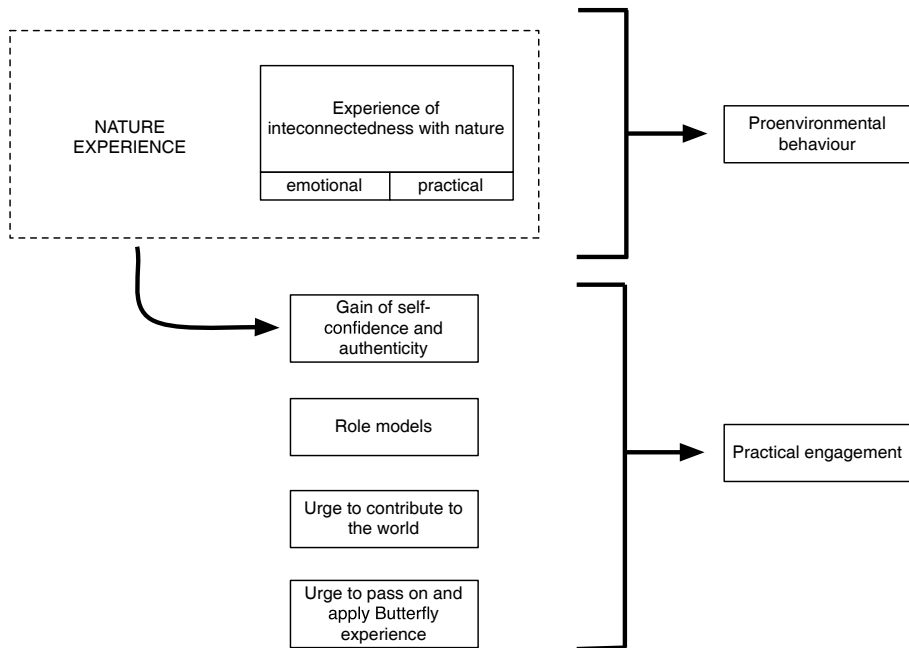 NATURE
EXPERIENCE
Experience of
inteconnectedness with nature
emotional
practical
Proenvironmental
behaviour
Gain of self-
confidence and
authenticity
Role models
Urge to contribute to
the world
Urge to pass on and
apply Butterfly
experience
Practical engagement